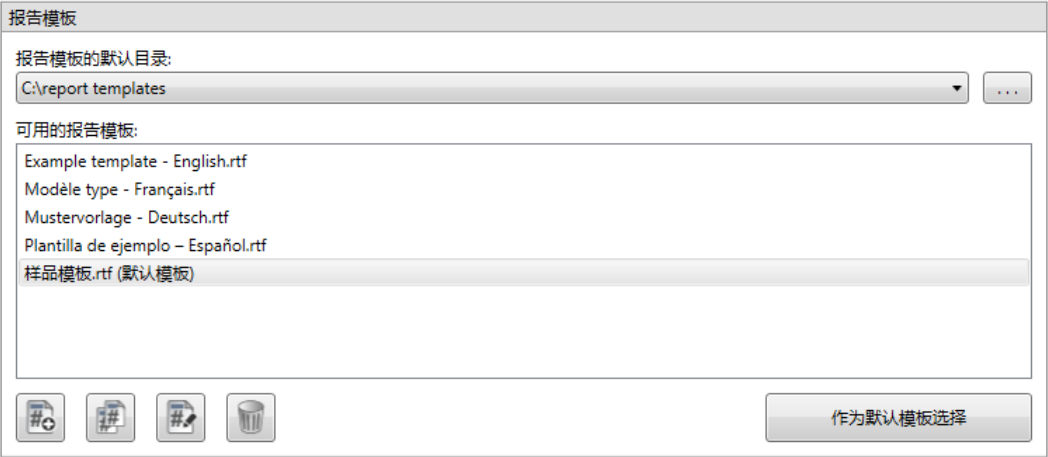 报告模板
报告模板的默认目录:
C:\report templates
...
可用的报告模板:
Example template - English.rtf
Modèle type - Français.rtf
Mustervorlage - Deutsch.rtf
Plantilla de ejemplo – Español.rtf
样品模板.rtf (默认模板)
# # # 作为默认模板选择